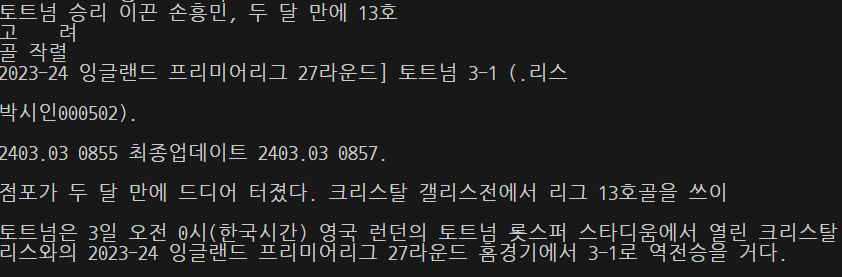 토트넘 승리 이끈 손흥민, 두 달 만에 13호
고 려
골 작렬
2023-24 잉글랜드 프리미어리그 27라운드] 토트넘 3-1 (.리스
박시인000502).
2403.03 0855 최종업데이트 2403.03 0857.
점포가 두 달 만에 드디어 터졌다. 크리스탈 갤리스전에서 리그 13호골을 쓰이
토트넘은 3일 오전 0시(한국시간) 영국 런던의 토트넘 롯스퍼 스타디움에서 열린 크리스탈
리스와의 2023-24 잉글랜드 프리미어리그 27라운드 홈경기에서 3-1로 역전승을 거다.